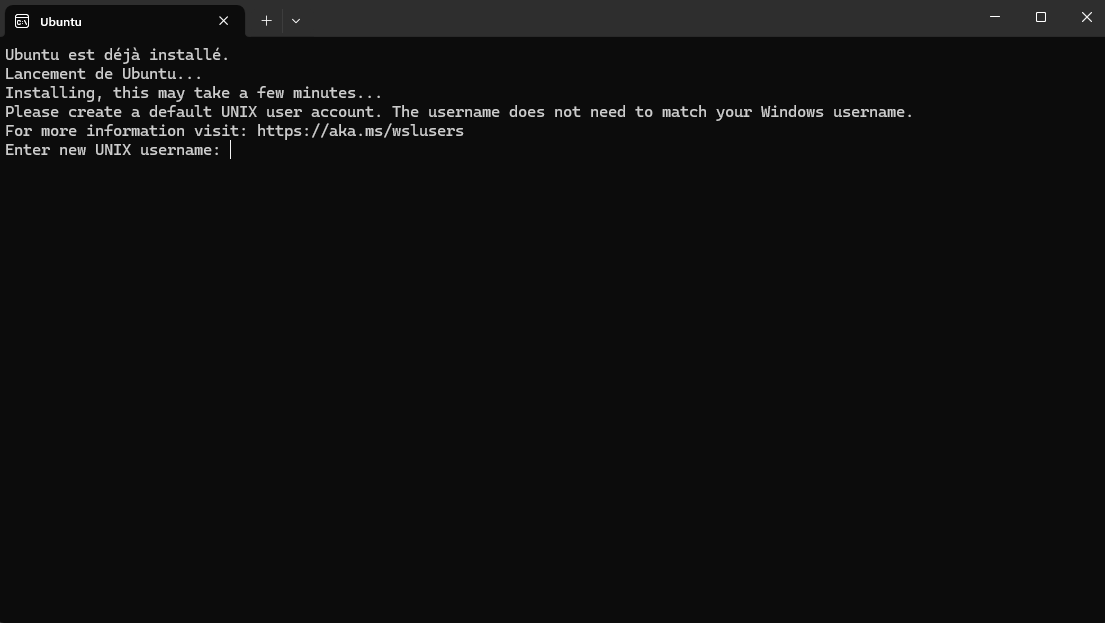 Ubuntu
Ubuntu est déjà installé.
Lancement de Ubuntu...
Installing, this may take a few minutes...
Please create a default UNIX user account. The username does not need to match your Windows username.
For more information visit: https://aka.ms/wslusers
Enter new UNIX username: